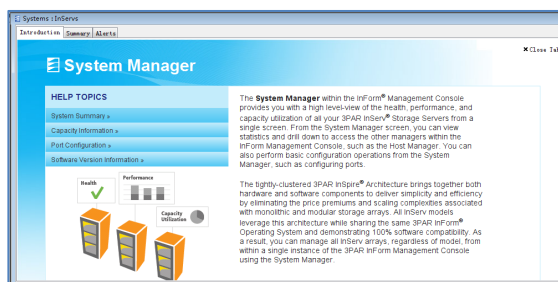 Systems : InServs
Introduction Summary Alerts
× Close Tab
System Manager
HELP TOPICS
System Summary »
Capacity Information »
Port Configuration »
Software Version Information »
Health
Performance
Capacity
Utilization
The System Manager within the InForm® Management Console
provides you with a high level-view of the health, performance, and
capacity utilization of all your 3PAR InServ® Storage Servers from a
single screen. From the System Manager screen, you can view
statistics and drill down to access the other managers within the
InForm Management Console, such as the Host Manager. You can
also perform basic configuration operations from the System
Manager, such as configuring ports.
The tightly-clustered 3PAR InSpire® Architecture brings together both
hardware and software components to deliver simplicity and efficiency
by eliminating the price premiums and scaling complexities associated
with monolithic and modular storage arrays. All InServ models
leverage this architecture while sharing the same 3PAR InForm®
Operating System and demonstrating 100% software compatibility. As
a result, you can manage all InServ arrays, regardless of model, from
within a single instance of the 3PAR InForm Management Console
using the System Manager.